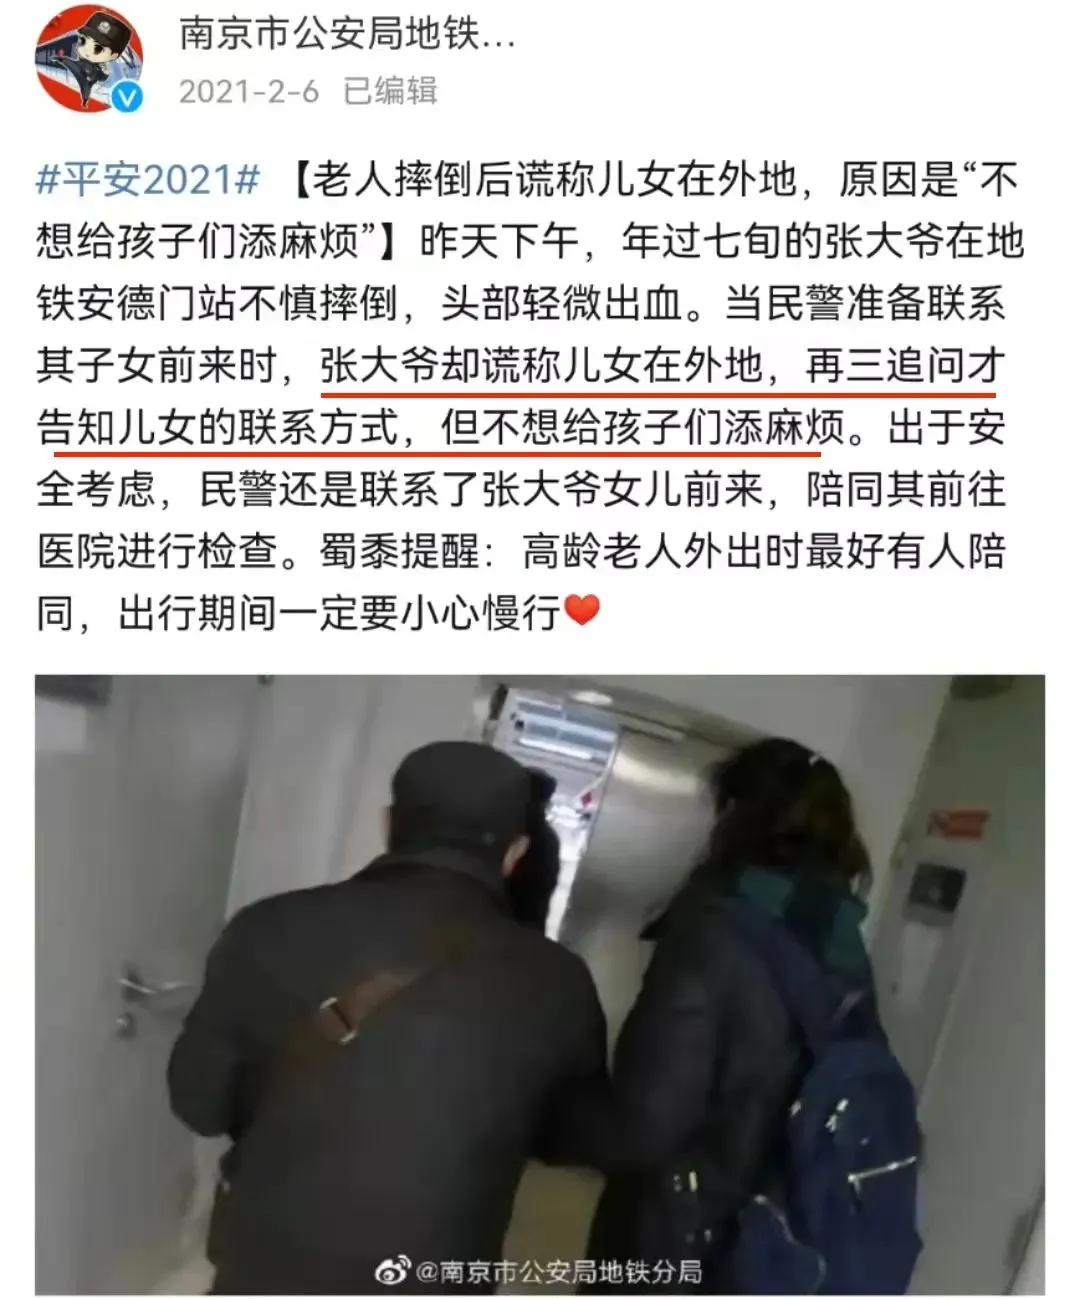 南京市公安局地铁...
2021-2-6 已编辑
#平安2021# 【老人摔倒后谎称儿女在外地，原因是“不
想给孩子们添麻烦”】昨天下午，年过七旬的张大爷在地
铁安德门站不慎摔倒，头部轻微出血。当民警准备联系
其子女前来时，张大爷却谎称儿女在外地，再三追问才
告知儿女的联系方式，但不想给孩子们添麻烦。出于安
全考虑，民警还是联系了张大爷女儿前来，陪同其前往
医院进行检查。蜀黍提醒：高龄老人外出时最好有人陪
同，出行期间一定要小心慢行❤️
@南京市公安局地铁分局